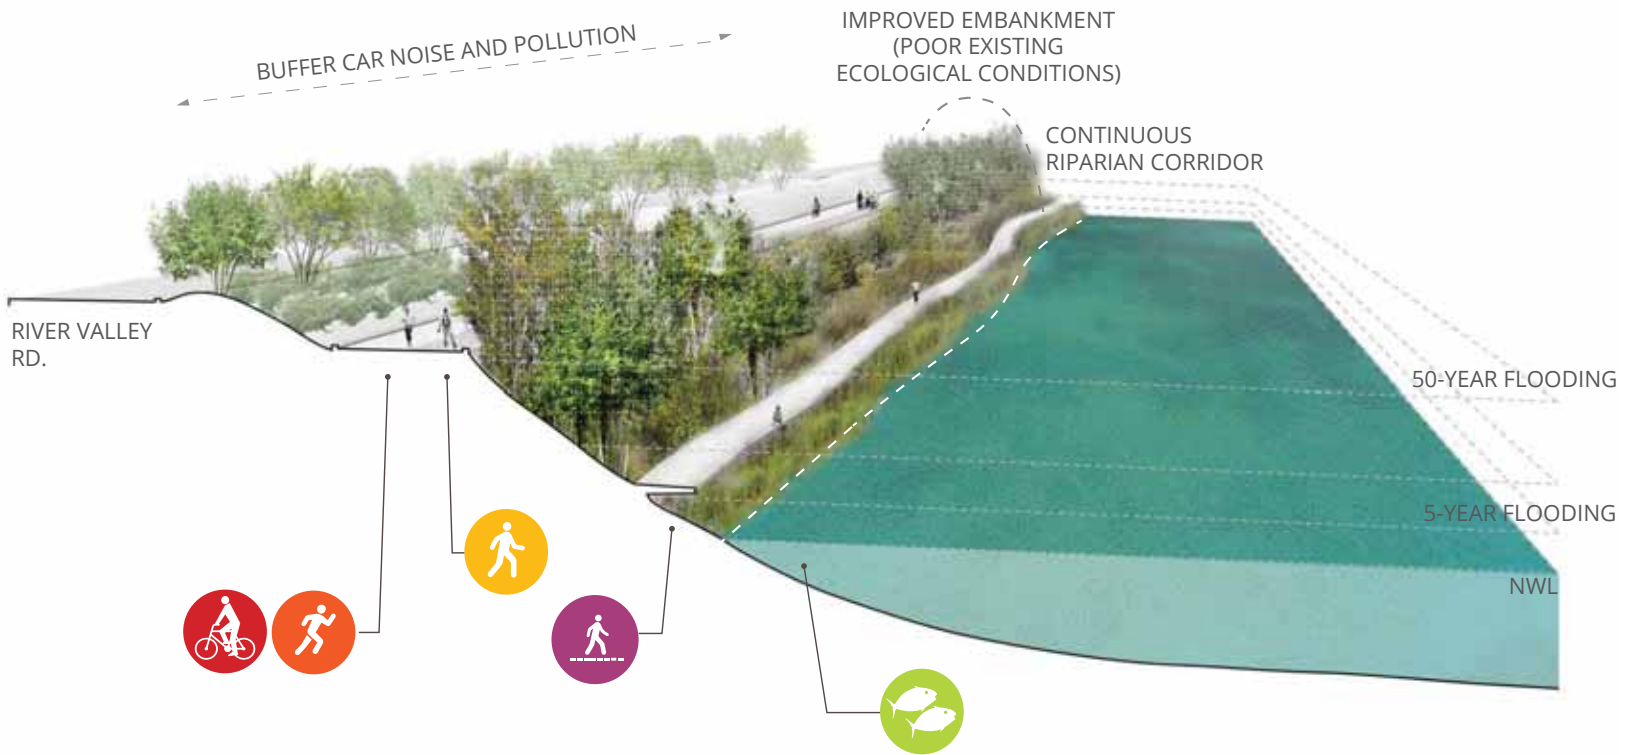 BUFFER CAR NOISE AND POLLUTION
IMPROVED EMBANKMENT
(POOR EXISTING
ECOLOGICAL CONDITIONS)
CONTINUOUS
RIPARIAN CORRIDOR
RIVER VALLEY
RD.
50-YEAR FLOODING
5-YEAR FLOODING
NWL